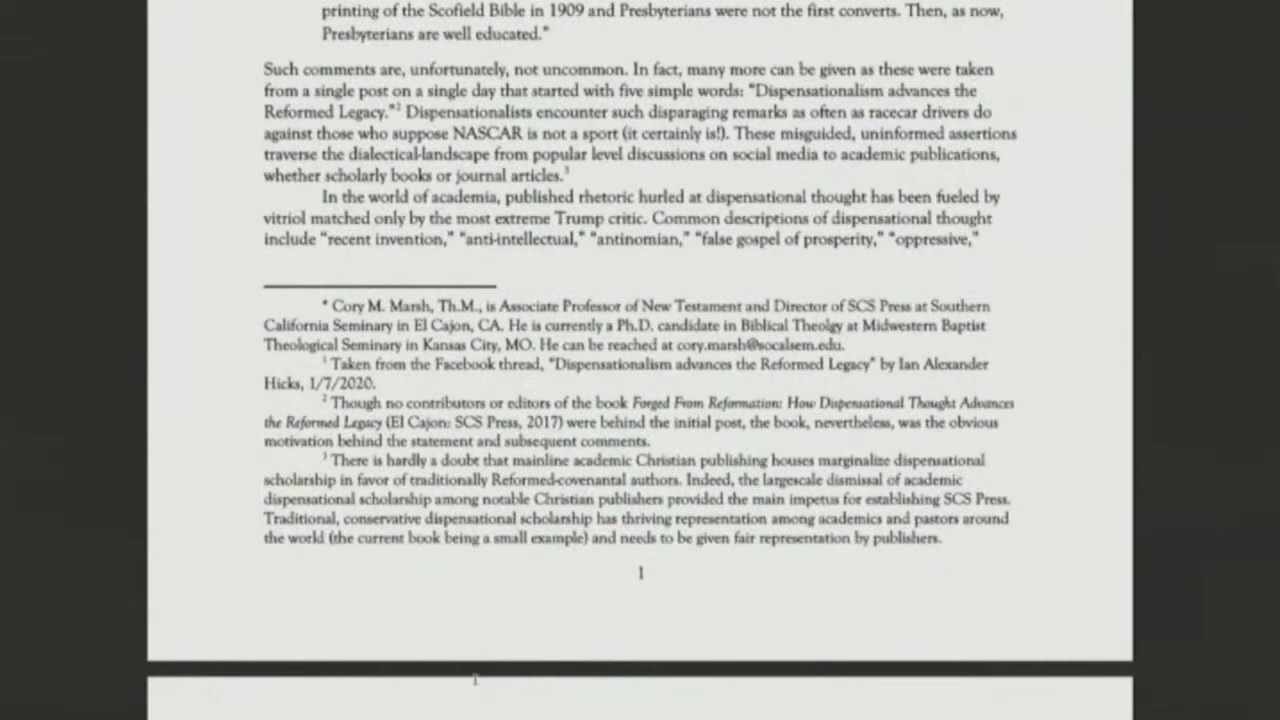 printing of the Scofield Bible in 1909 and Presbyterians were not the first converts. Then, as now,
Presbyterians are well educated."
Such comments are, unfortunately, not uncommon. In fact, many more can be given as these were taken
from a single post on a single day that started with five simple words: "Dispensationalism advances the
Reformed Legacy."² Dispensationalists encounter such disparaging remarks as often as racecar drivers do
against those who suppose NASCAR is not a sport (it certainly is!). These misguided, uninformed assertions
traverse the dialectical-landscape from popular level discussions on social media to academic publications,
whether scholarly books or journal articles.³
In the world of academia, published rhetoric hurled at dispensational thought has been fueled by
vitriol matched only by the most extreme Trump critic. Common descriptions of dispensational thought
include "recent invention," "anti-intellectual," "antinomian," "false gospel of prosperity," "oppressive,"
* Cory M. Marsh, Th.M., is Associate Professor of New Testament and Director of SCS Press at Southern
California Seminary in El Cajon, CA. He is currently a Ph.D. candidate in Biblical Theolgy at Midwestern Baptist
Theological Seminary in Kansas City, MO. He can be reached at cory.marsh@socalsem.edu.
¹ Taken from the Facebook thread, "Dispensationalism advances the Reformed Legacy" by Ian Alexander
Hicks, 1/7/2020.
² Though no contributors or editors of the book Forged From Reformation: How Dispensational Thought Advances
the Reformed Legacy (El Cajon: SCS Press, 2017) were behind the initial post, the book, nevertheless, was the obvious
motivation behind the statement and subsequent comments.
³ There is hardly a doubt that mainline academic Christian publishing houses marginalize dispensational
scholarship in favor of traditionally Reformed-covenantal authors. Indeed, the largescale dismissal of academic
dispensational scholarship among notable Christian publishers provided the main impetus for establishing SCS Press.
Traditional, conservative dispensational scholarship has thriving representation among academics and pastors around
the world (the current book being a small example) and needs to be given fair representation by publishers.
1